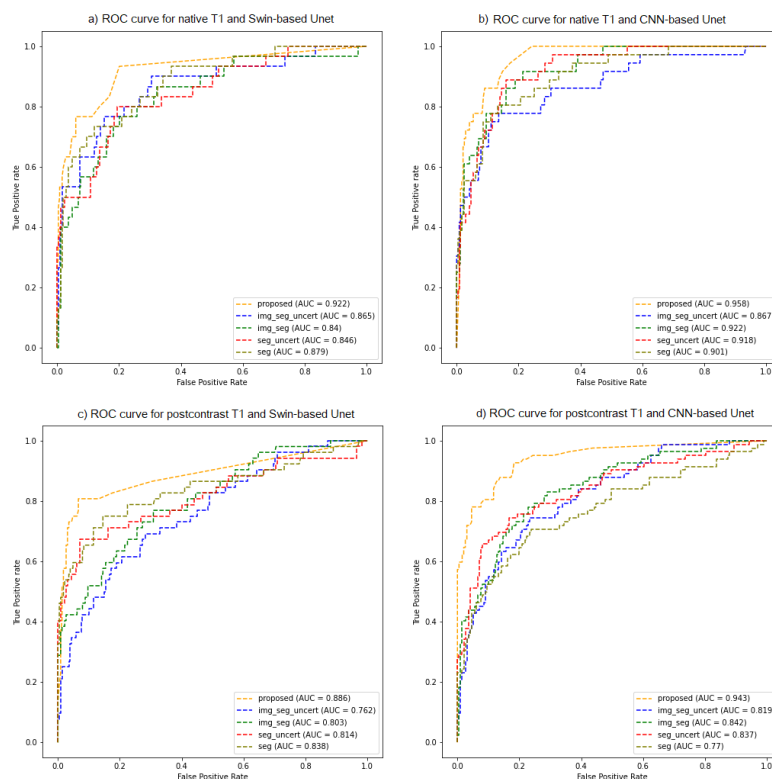 a) ROC curve for native T1 and Swin-based Unet
1.0
0.8
0.6
0.4
0.2
0.0
True Positive rate
0.0 0.2 0.4 0.6 0.8 1.0
False Positive Rate
proposed (AUC = 0.922)
img_seg_uncert (AUC = 0.865)
img_seg (AUC = 0.84)
seg_uncert (AUC = 0.846)
seg (AUC = 0.879)
b) ROC curve for native T1 and CNN-based Unet
1.0
0.8
0.6
0.4
0.2
0.0
True Positive rate
0.0 0.2 0.4 0.6 0.8 1.0
False Positive Rate
proposed (AUC = 0.958)
img_seg_uncert (AUC = 0.867)
img_seg (AUC = 0.922)
seg_uncert (AUC = 0.918)
seg (AUC = 0.901)
c) ROC curve for postcontrast T1 and Swin-based Unet
1.0
0.8
0.6
0.4
0.2
0.0
True Positive rate
0.0 0.2 0.4 0.6 0.8 1.0
False Positive Rate
proposed (AUC = 0.886)
img_seg_uncert (AUC = 0.762)
img_seg (AUC = 0.803)
seg_uncert (AUC = 0.814)
seg (AUC = 0.838)
d) ROC curve for postcontrast T1 and CNN-based Unet
1.0
0.8
0.6
0.4
0.2
0.0
True Positive rate
0.0 0.2 0.4 0.6 0.8 1.0
False Positive Rate
proposed (AUC = 0.943)
img_seg_uncert (AUC = 0.819)
img_seg (AUC = 0.842)
seg_uncert (AUC = 0.837)
seg (AUC = 0.77)